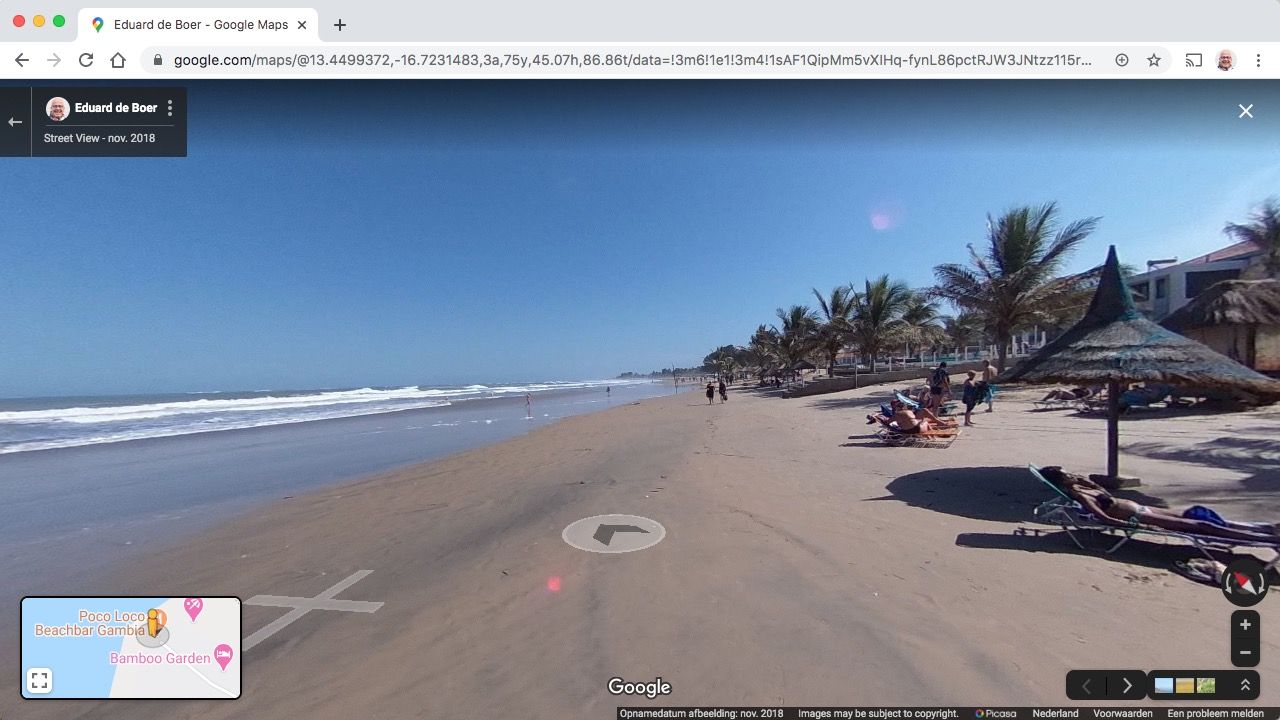 Eduard de Boer - Google Maps
google.com/maps/@13.4499372,-16.7231483,3a,75y,45.07h,86.86t/data=!3m6!1e1!3m4!1sAF1QipMm5vXIHq-fynL86pctRJW3JNtzz115r...
Eduard de Boer
Street View - nov. 2018
Poco Loco
Beachbar Gambia
Bamboo Garden
Google
Opnamedatum afbeelding: nov. 2018 Images may be subject to copyright. Picasa Nederland Voorwaarden Een probleem melden